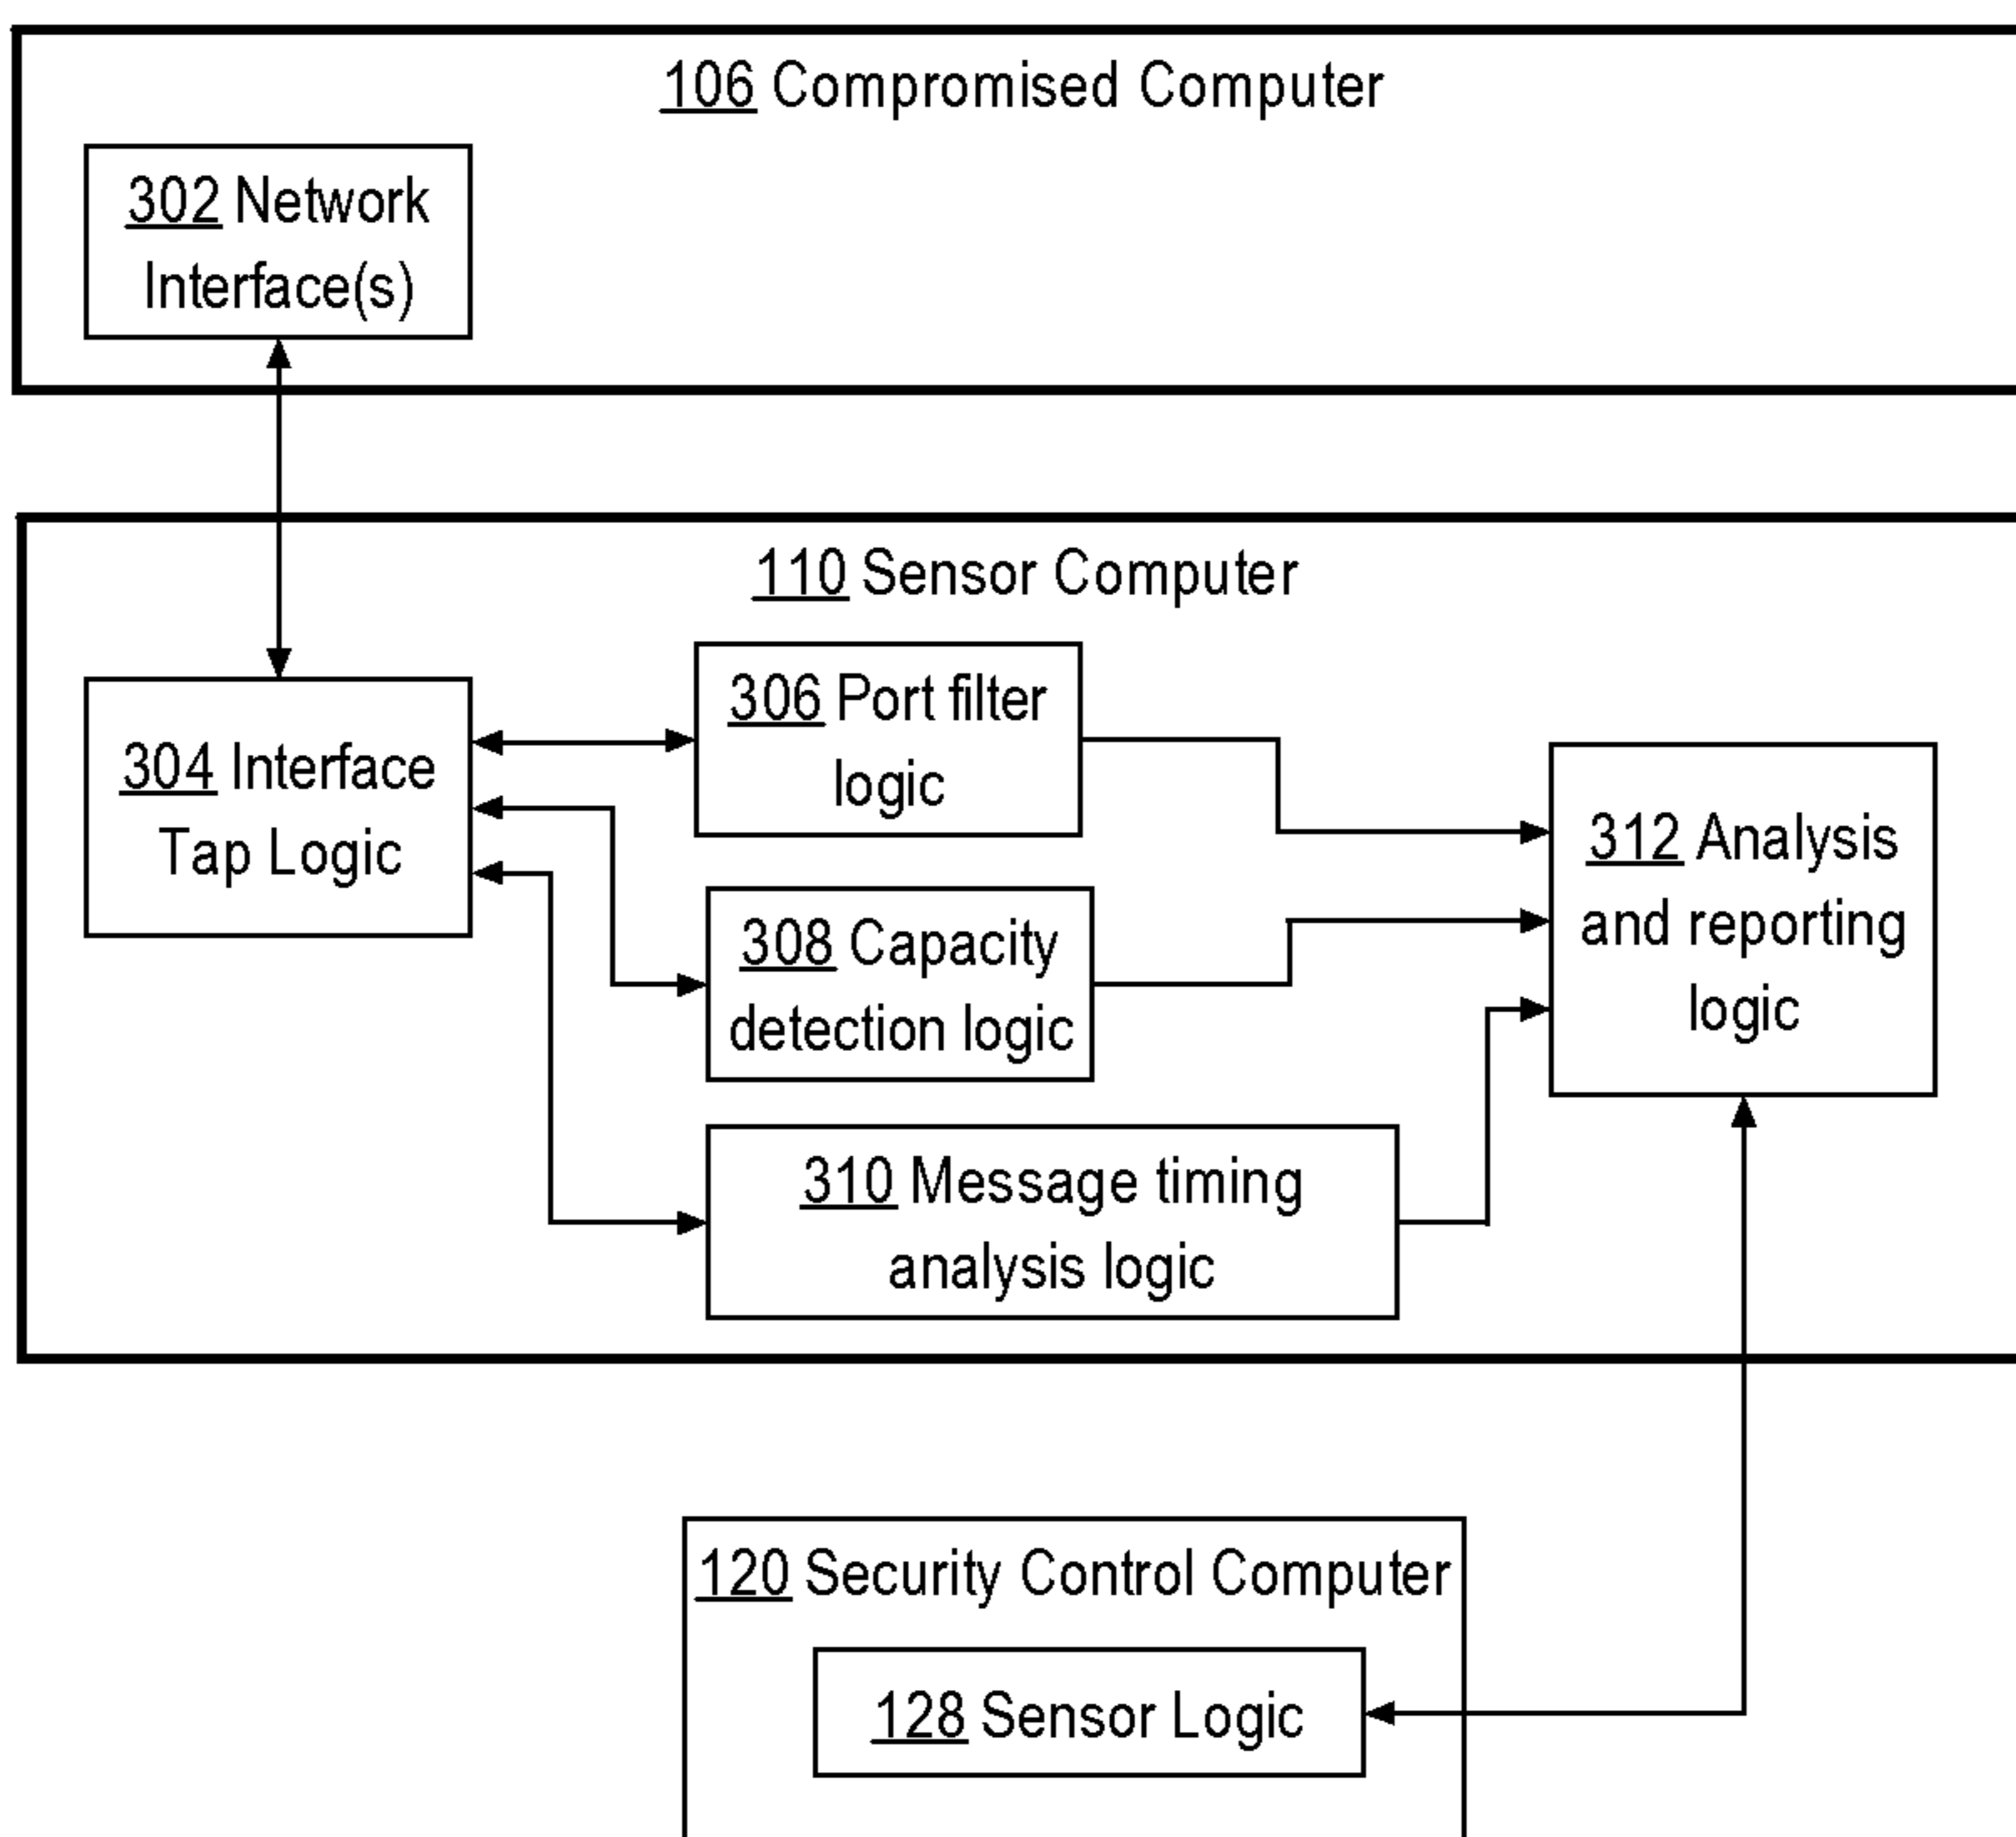 106 Compromised Computer
302 Network
Interface(s)
110 Sensor Computer
304 Interface
Tap Logic
306 Port filter
logic
308 Capacity
detection logic
310 Message timing
analysis logic
312 Analysis
and reporting
logic
120 Security Control Computer
128 Sensor Logic